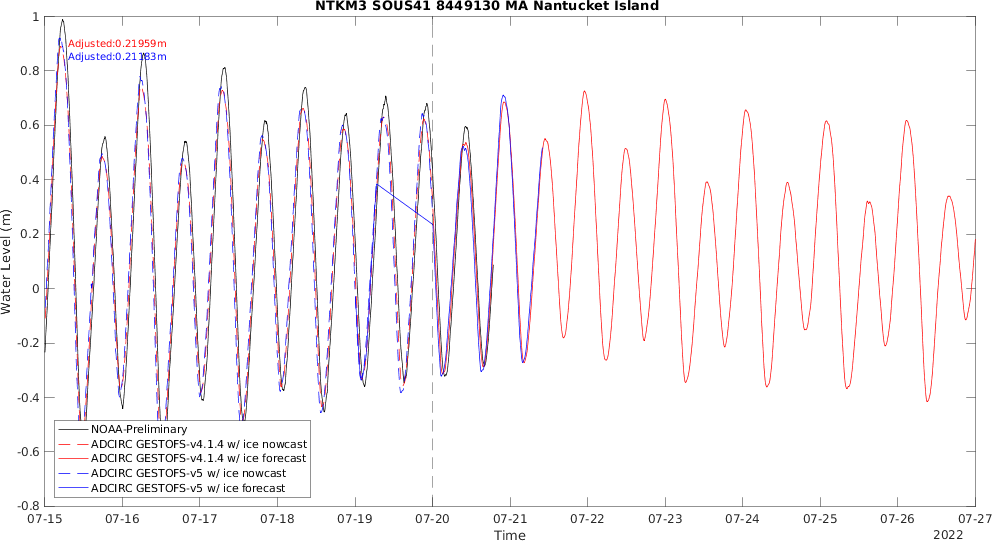 NTKM3 SOUS41 8449130 MA Nantucket Island
Adjusted:0.21959m
Adjusted:0.21183m
1
0.8
0.6
0.4
0.2
0
-0.2
-0.4
-0.6
-0.8
Water Level (m)
NOAA-Preliminary
ADCIRC GESTOFS-v4.1.4 w/ ice nowcast
ADCIRC GESTOFS-v4.1.4 w/ ice forecast
ADCIRC GESTOFS-v5 w/ ice nowcast
ADCIRC GESTOFS-v5 w/ ice forecast
07-15 07-16 07-17 07-18 07-19 07-20 07-21 07-22 07-23 07-24 07-25 07-26 07-27
Time
2022